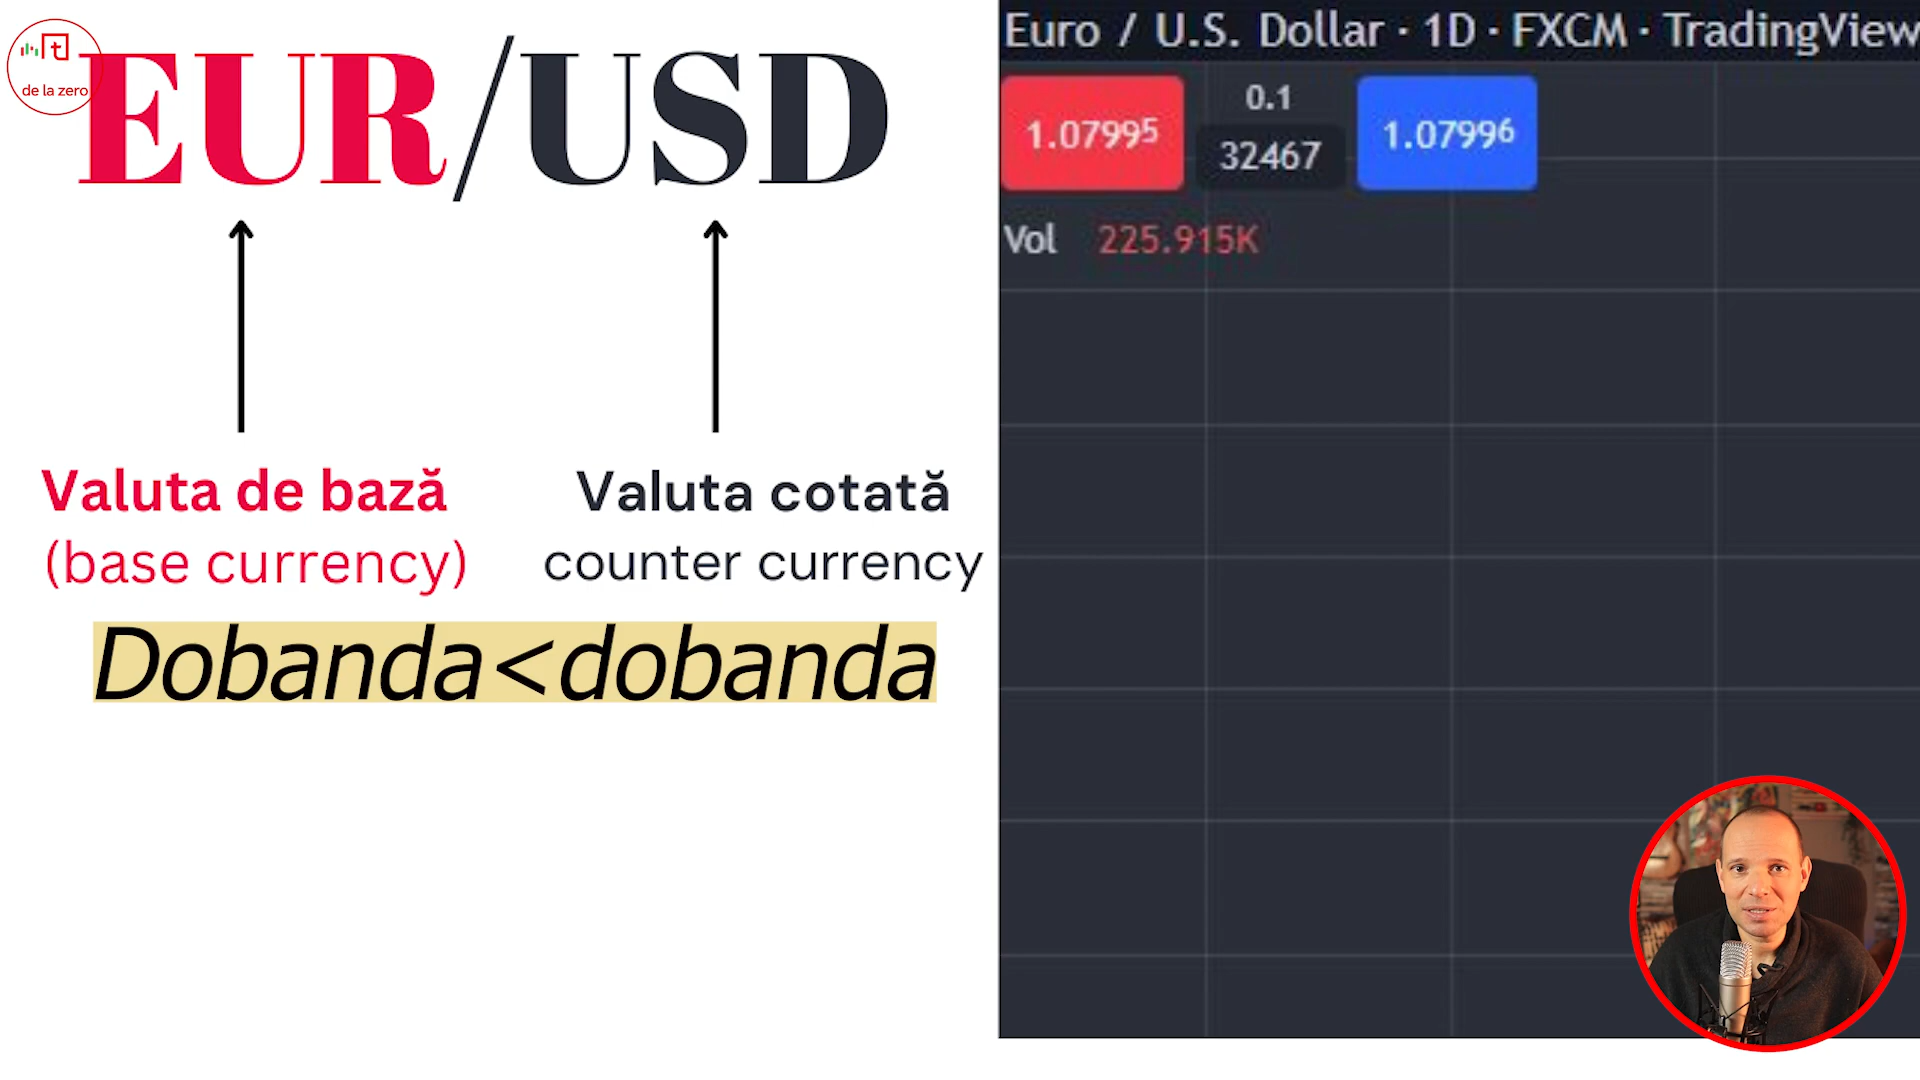 t
de la zero
EUR/USD
Valuta de bază
(base currency)
Valuta cotată
counter currency
Dobanda<dobanda
Euro / U.S. Dollar · 1D · FXCM · TradingView
1.07995
0.1
32467
1.07996
Vol 225.915K